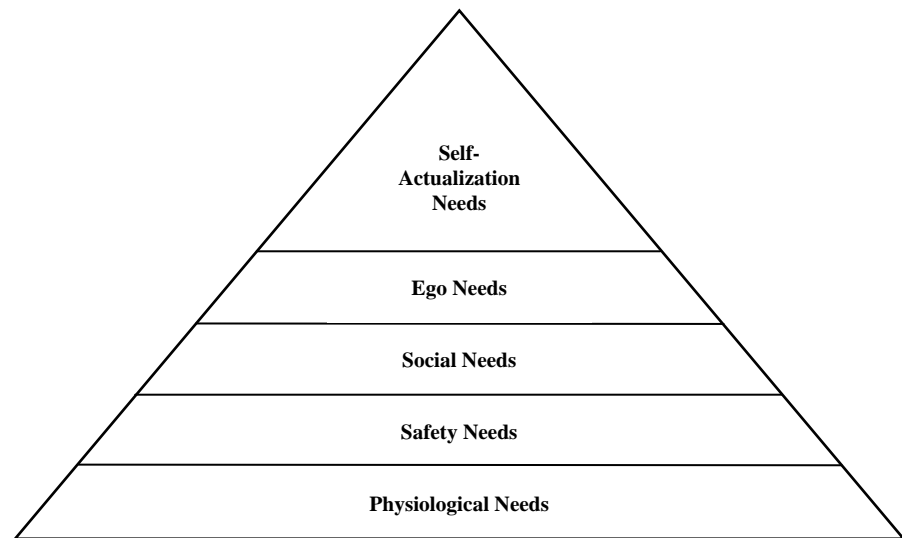 Self-
Actualization
Needs
Ego Needs
Social Needs
Safety Needs
Physiological Needs